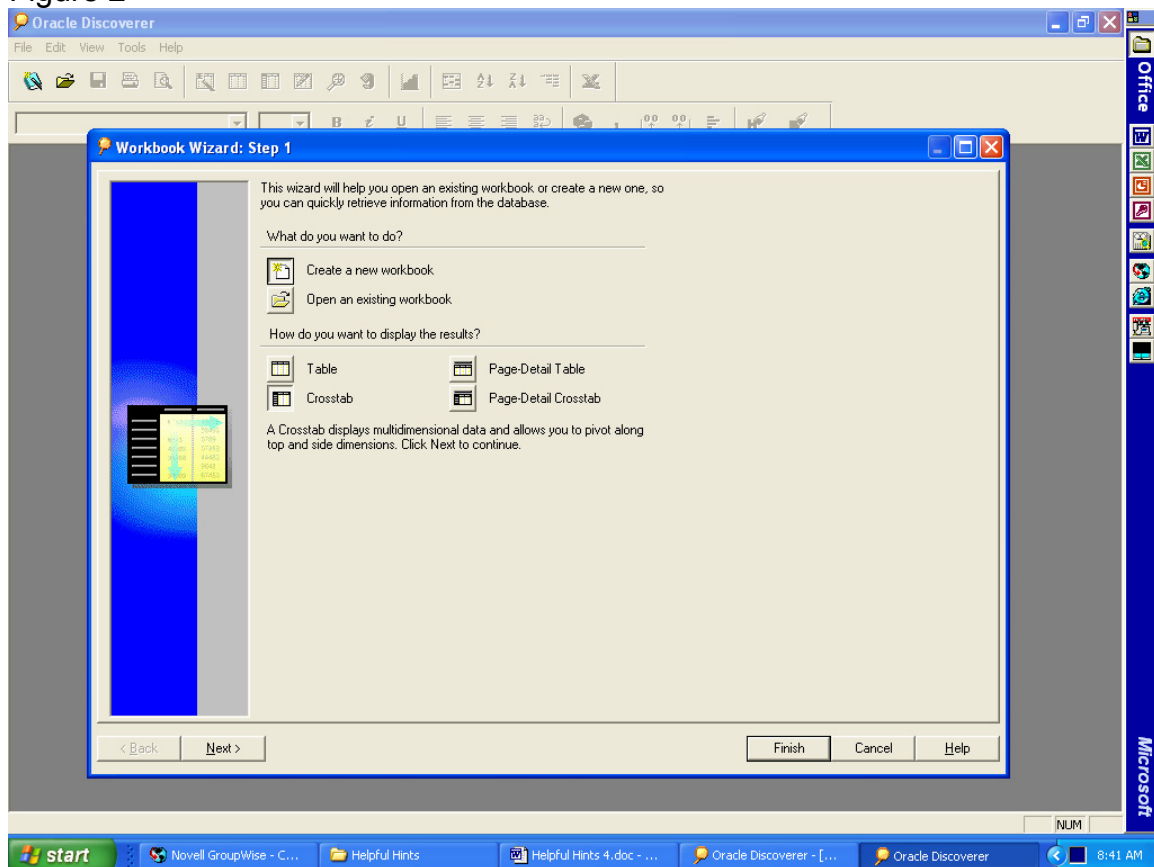 Figure 2
Oracle Discoverer
File Edit View Tools Help
B i U
Workbook Wizard: Step 1
This wizard will help you open an existing workbook or create a new one, so
you can quickly retrieve information from the database.
What do you want to do?
Create a new workbook
Open an existing workbook
How do you want to display the results?
Table
Page-Detail Table
Crosstab
Page-Detail Crosstab
A Crosstab displays multidimensional data and allows you to pivot along
top and side dimensions. Click Next to continue.
< Back
Next >
Finish
Cancel
Help
Office
Microsoft
NUM
start
Novell GroupWise - C...
Helpful Hints
Helpful Hints 4.doc - ...
Oracle Discoverer - [...
Oracle Discoverer
8:41 AM